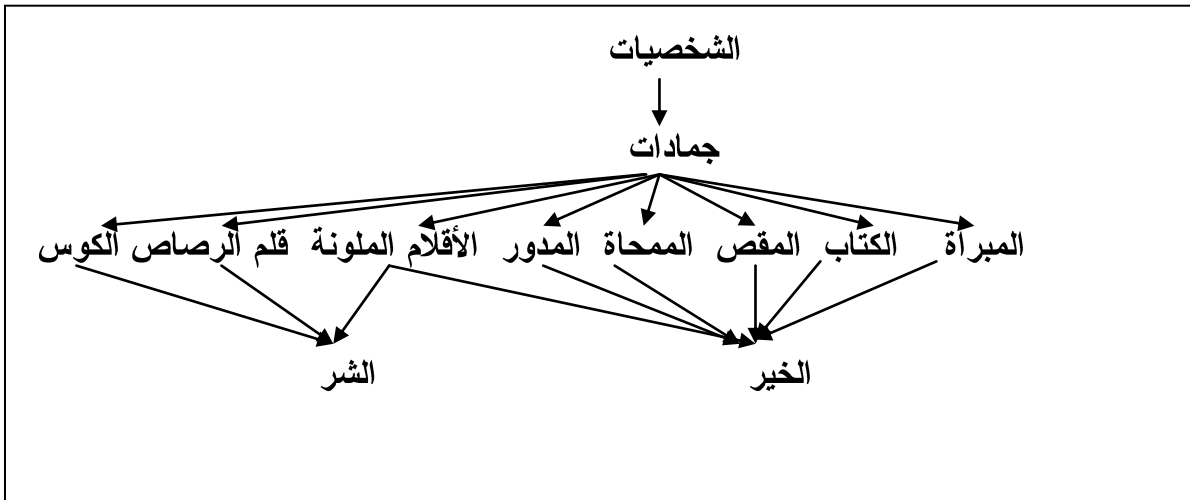 الشخصيات
جمادات
المبراة الكتاب المقص الممحاة المدور الأقلام الملونة قلم الرصاص الكوس
الخير الشر